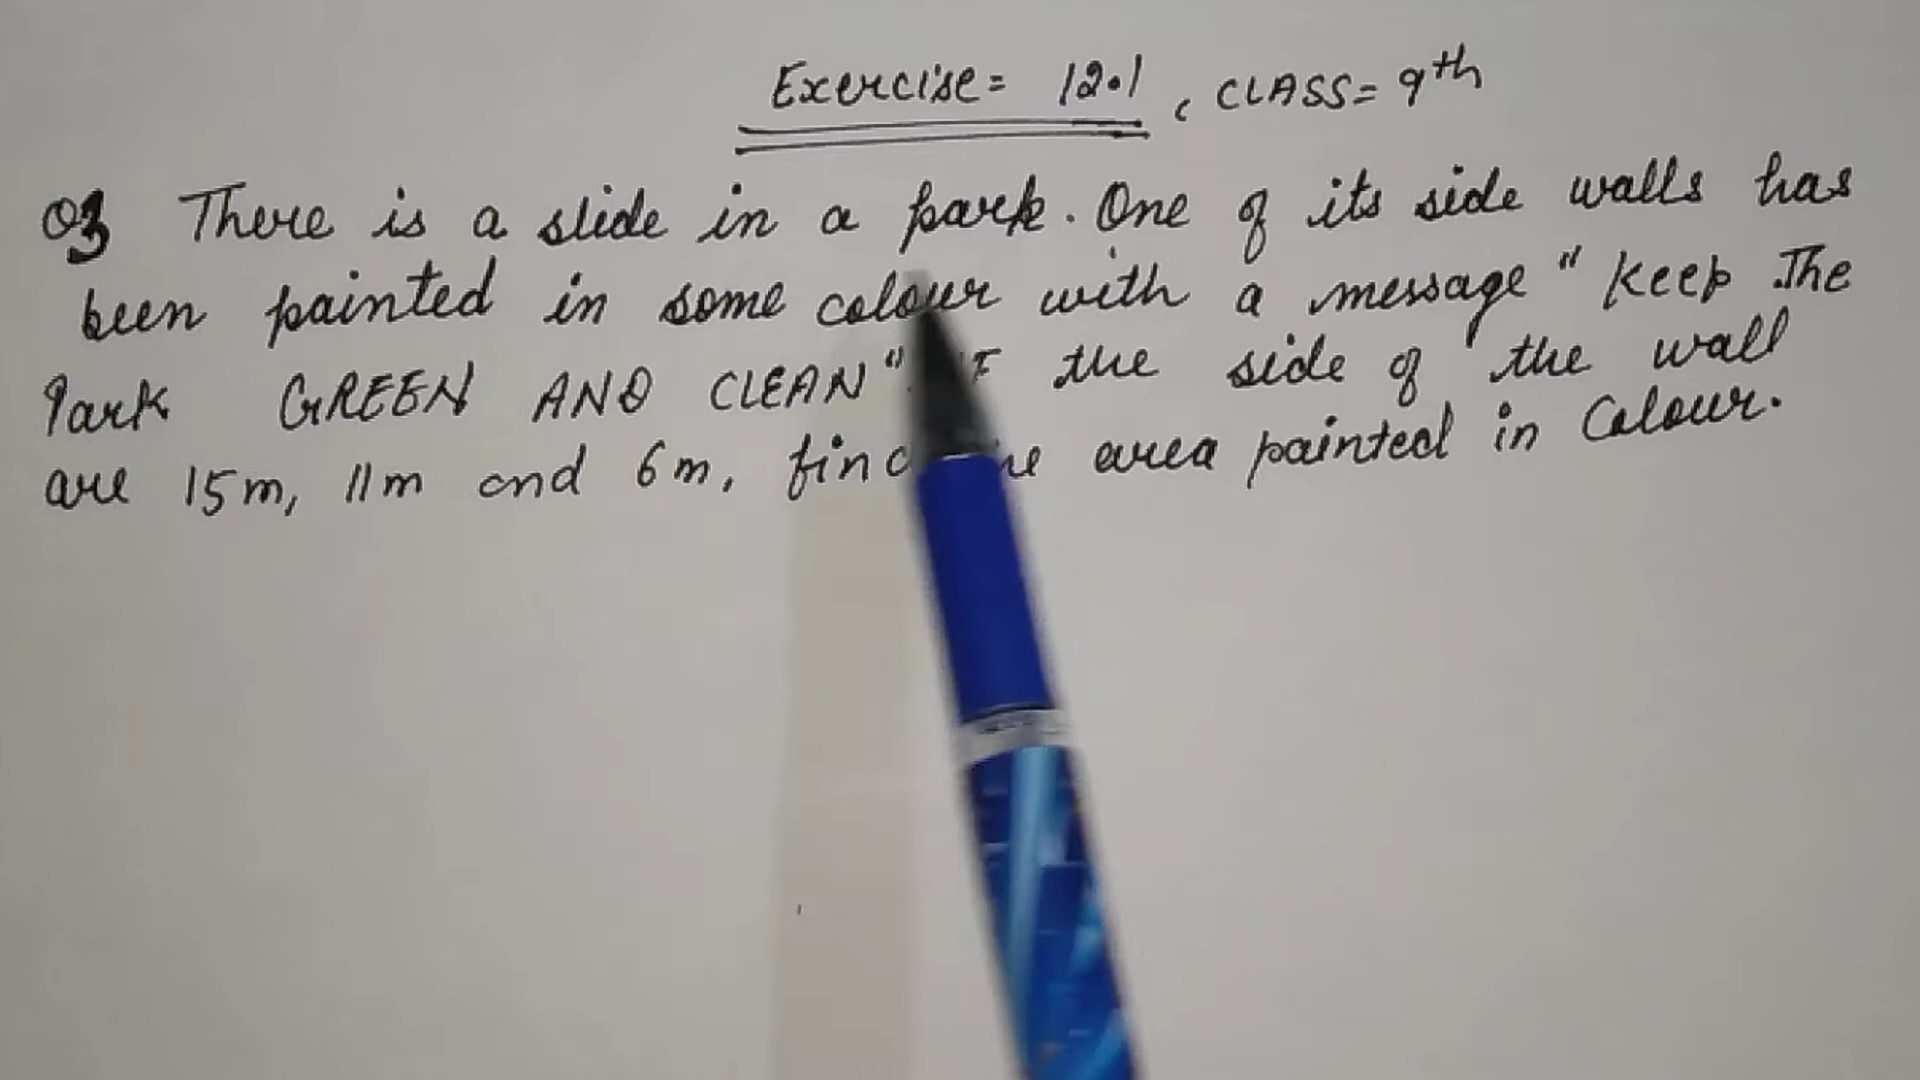 Exercise = 12.1, CLASS = 9th
Q3 There is a slide in a park. One of its side walls has
been painted in some colour with a message "keep The
Park GREEN AND CLEAN". the side of the wall
are 15m, 11m and 6m, area painted in Colour.